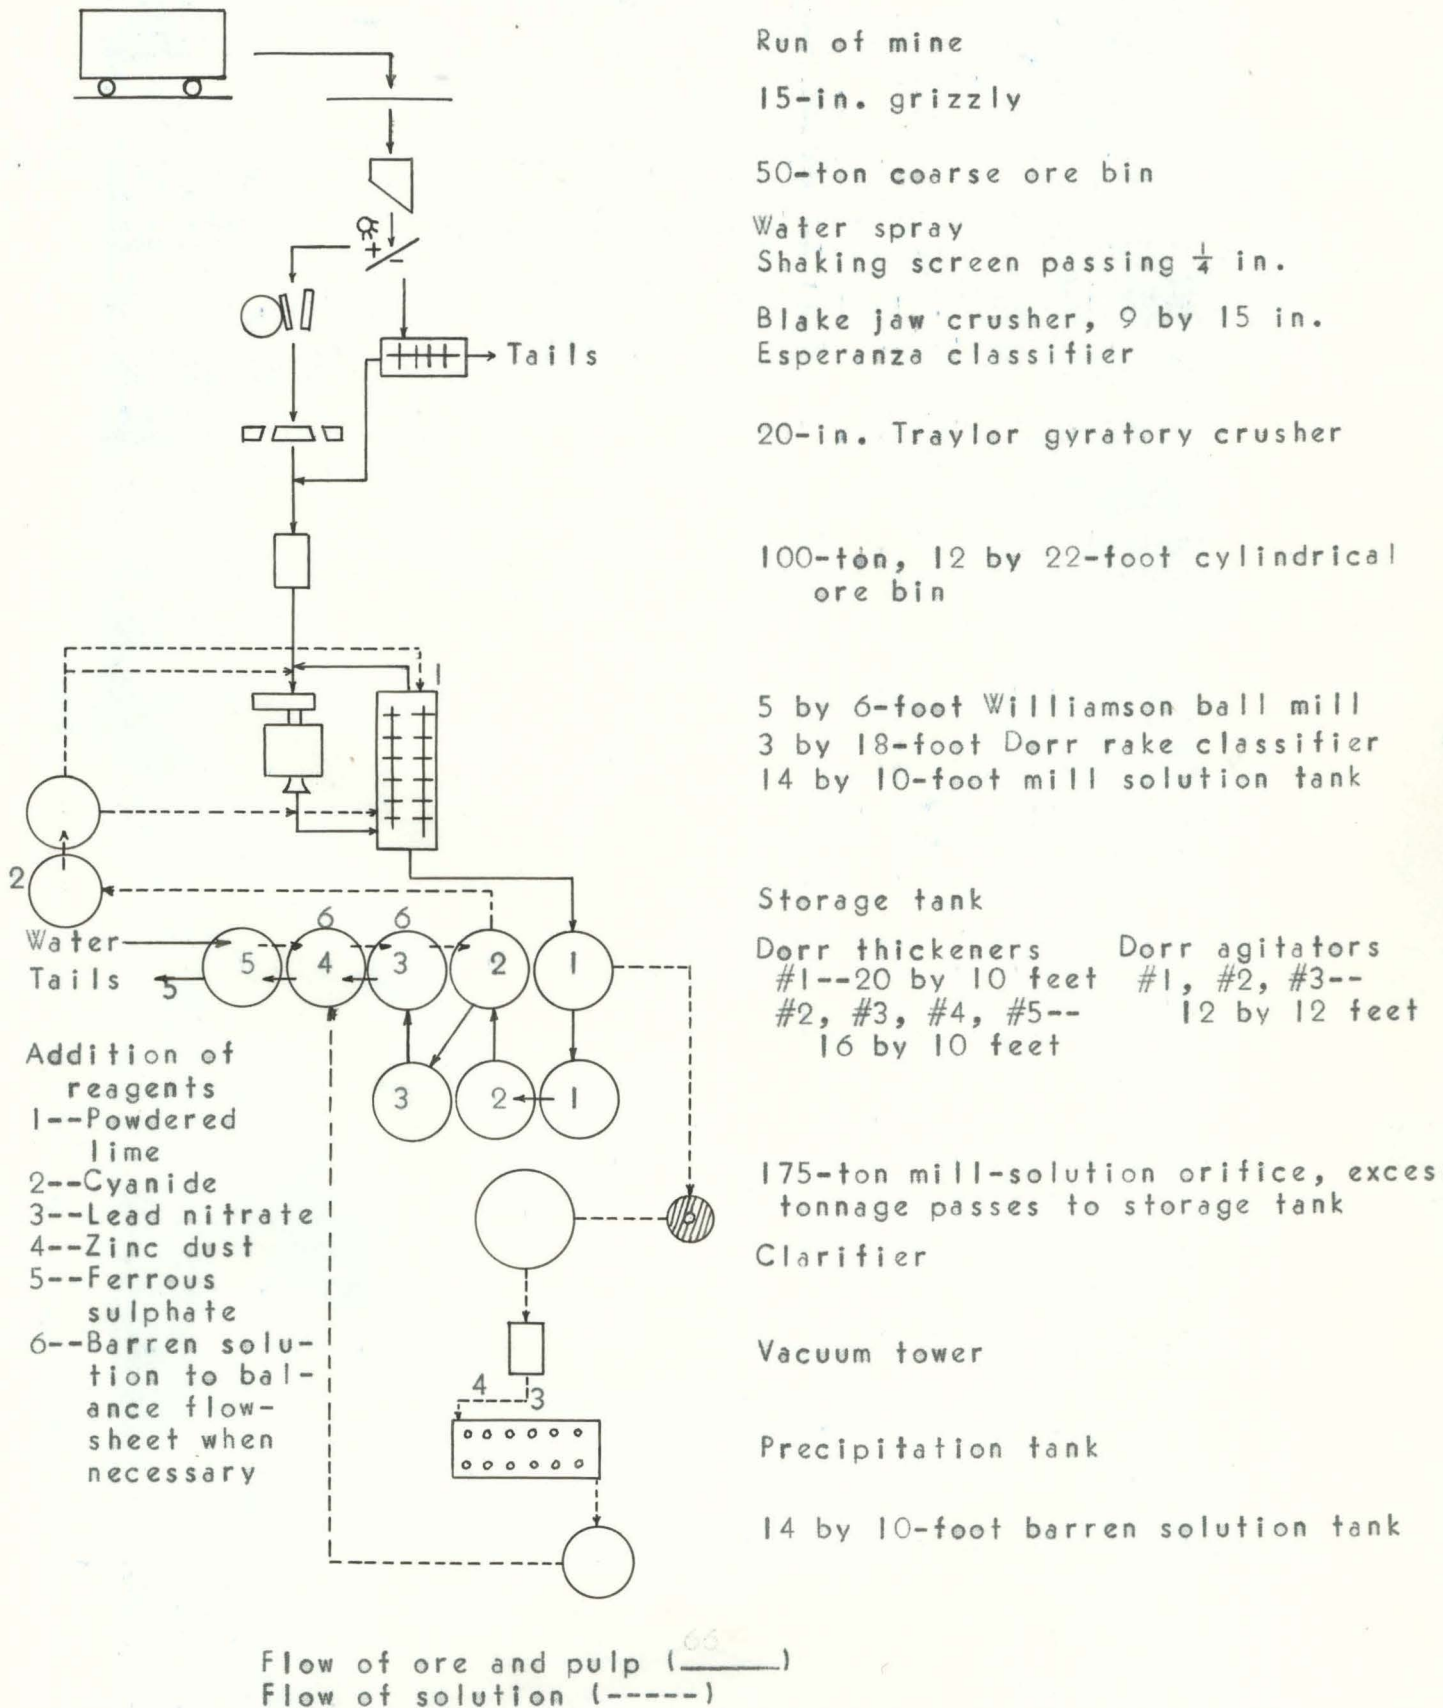 Run of mine
15-in. grizzly
50-ton coarse ore bin
Water spray
+
-
Shaking screen passing 1/4 in.
Blake jaw crusher, 9 by 15 in.
Tails
Esperanza classifier
20-in. Traylor gyratory crusher
100-ton, 12 by 22-foot cylindrical
ore bin
1
5 by 6-foot Williamson ball mill
3 by 18-foot Dorr rake classifier
14 by 10-foot mill solution tank
2
Storage tank
6 6
Water
5 4 3 2 1
Tails
5
Dorr thickeners
#1--20 by 10 feet
#2, #3, #4, #5--
16 by 10 feet
Dorr agitators
#1, #2, #3--
12 by 12 feet
3 2 1
Addition of
reagents
1--Powdered
lime
2--Cyanide
3--Lead nitrate
4--Zinc dust
5--Ferrous
sulphate
6--Barren solu-
tion to bal-
ance flow-
sheet when
necessary
175-ton mill-solution orifice, exces
tonnage passes to storage tank
Clarifier
Vacuum tower
4
3
Precipitation tank
14 by 10-foot barren solution tank
66
Flow of ore and pulp (_____)
Flow of solution (-----)